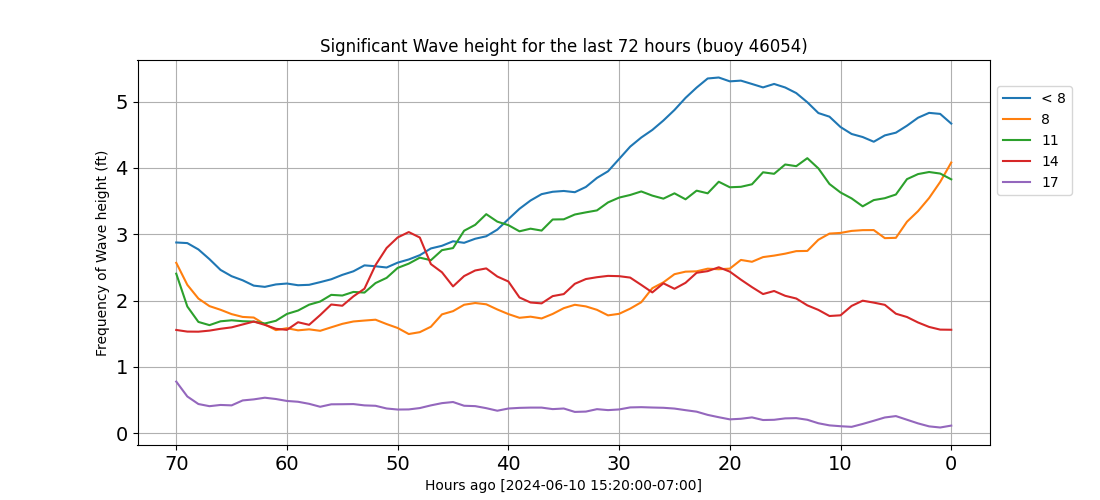 Significant Wave height for the last 72 hours (buoy 46054)
Frequency of Wave height (ft)
5
4
3
2
1
0
70 60 50 40 30 20 10 0
Hours ago [2024-06-10 15:20:00-07:00]
< 8
8
11
14
17